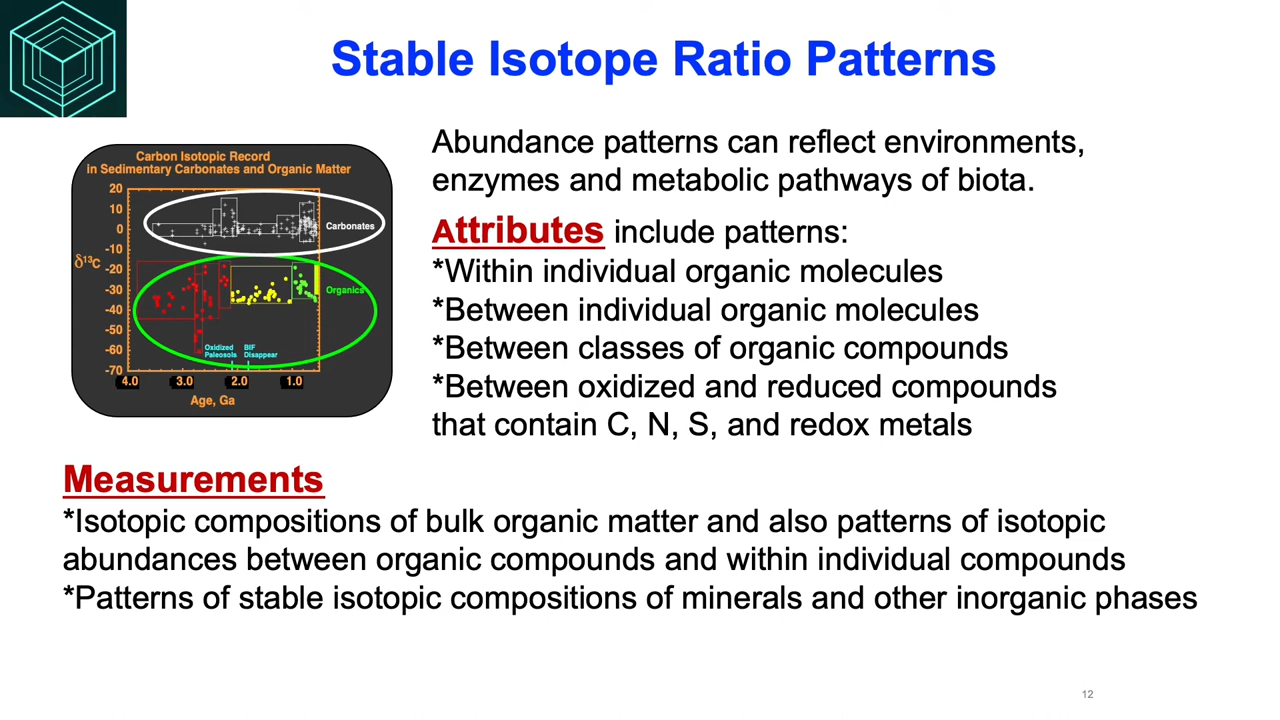 Stable Isotope Ratio Patterns
Carbon Isotopic Record
in Sedimentary Carbonates and Organic Matter
20
10
0
-10
-20
-30
-40
-50
-60
-70
δ¹³C
Carbonates
Organics
Oxidized
Paleosols
BIF
Disappear
4.0 3.0 2.0 1.0
Age, Ga
Abundance patterns can reflect environments,
enzymes and metabolic pathways of biota.
Attributes include patterns:
*Within individual organic molecules
*Between individual organic molecules
*Between classes of organic compounds
*Between oxidized and reduced compounds
that contain C, N, S, and redox metals
Measurements
*Isotopic compositions of bulk organic matter and also patterns of isotopic
abundances between organic compounds and within individual compounds
*Patterns of stable isotopic compositions of minerals and other inorganic phases
12